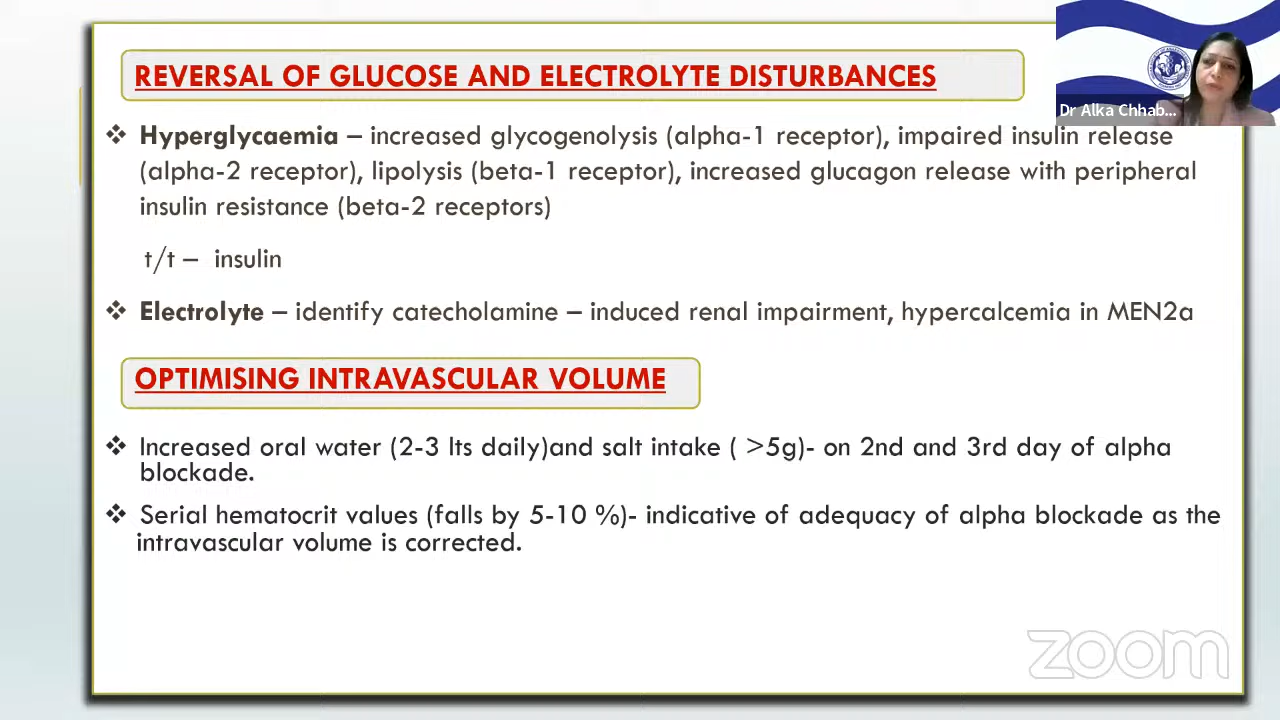 REVERSAL OF GLUCOSE AND ELECTROLYTE DISTURBANCES
Dr Alka Chhab...
❖ Hyperglycaemia – increased glycogenolysis (alpha-1 receptor), impaired insulin release
(alpha-2 receptor), lipolysis (beta-1 receptor), increased glucagon release with peripheral
insulin resistance (beta-2 receptors)
t/t – insulin
❖ Electrolyte – identify catecholamine – induced renal impairment, hypercalcemia in MEN2a
OPTIMISING INTRAVASCULAR VOLUME
❖ Increased oral water (2-3 lts daily)and salt intake ( >5g)- on 2nd and 3rd day of alpha
blockade.
❖ Serial hematocrit values (falls by 5-10 %)- indicative of adequacy of alpha blockade as the
intravascular volume is corrected.
zoom